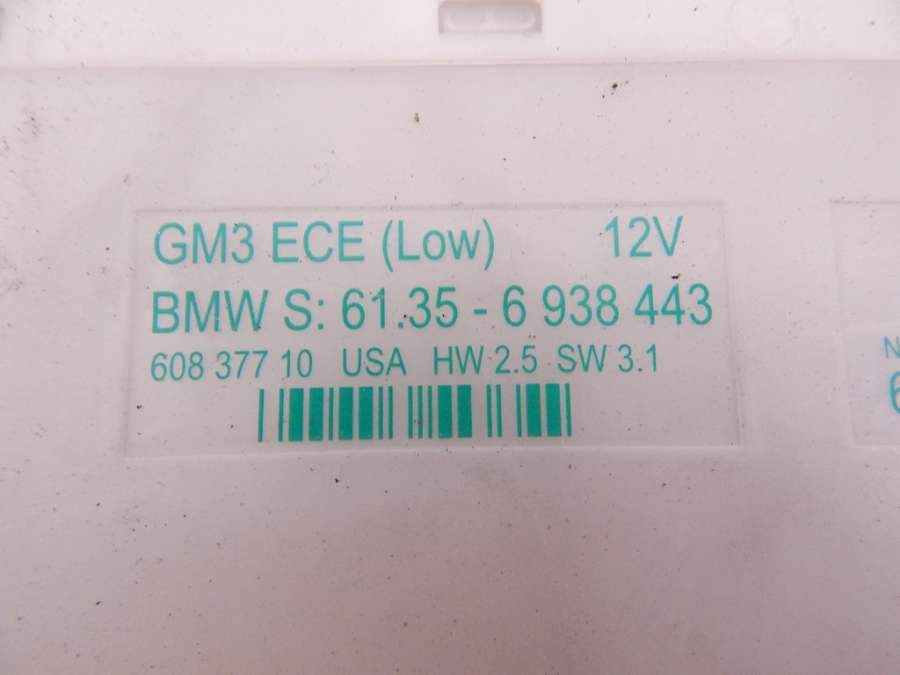 GM3 ECE (Low) 12V
BMW S: 61.35 - 6 938 443
608 377 10 USA HW 2.5 SW 3.1